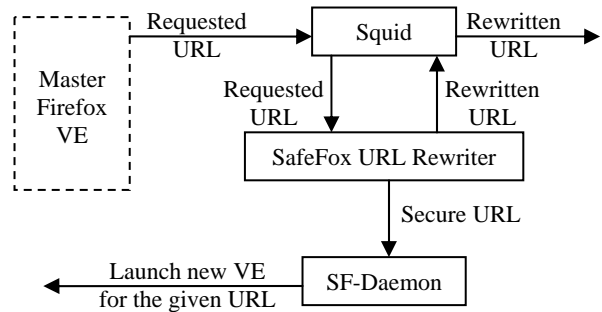 Requested
URL
Squid
Rewritten
URL
Master
Firefox
VE
Requested
URL
Rewritten
URL
SafeFox URL Rewriter
Secure URL
Launch new VE
for the given URL
SF-Daemon